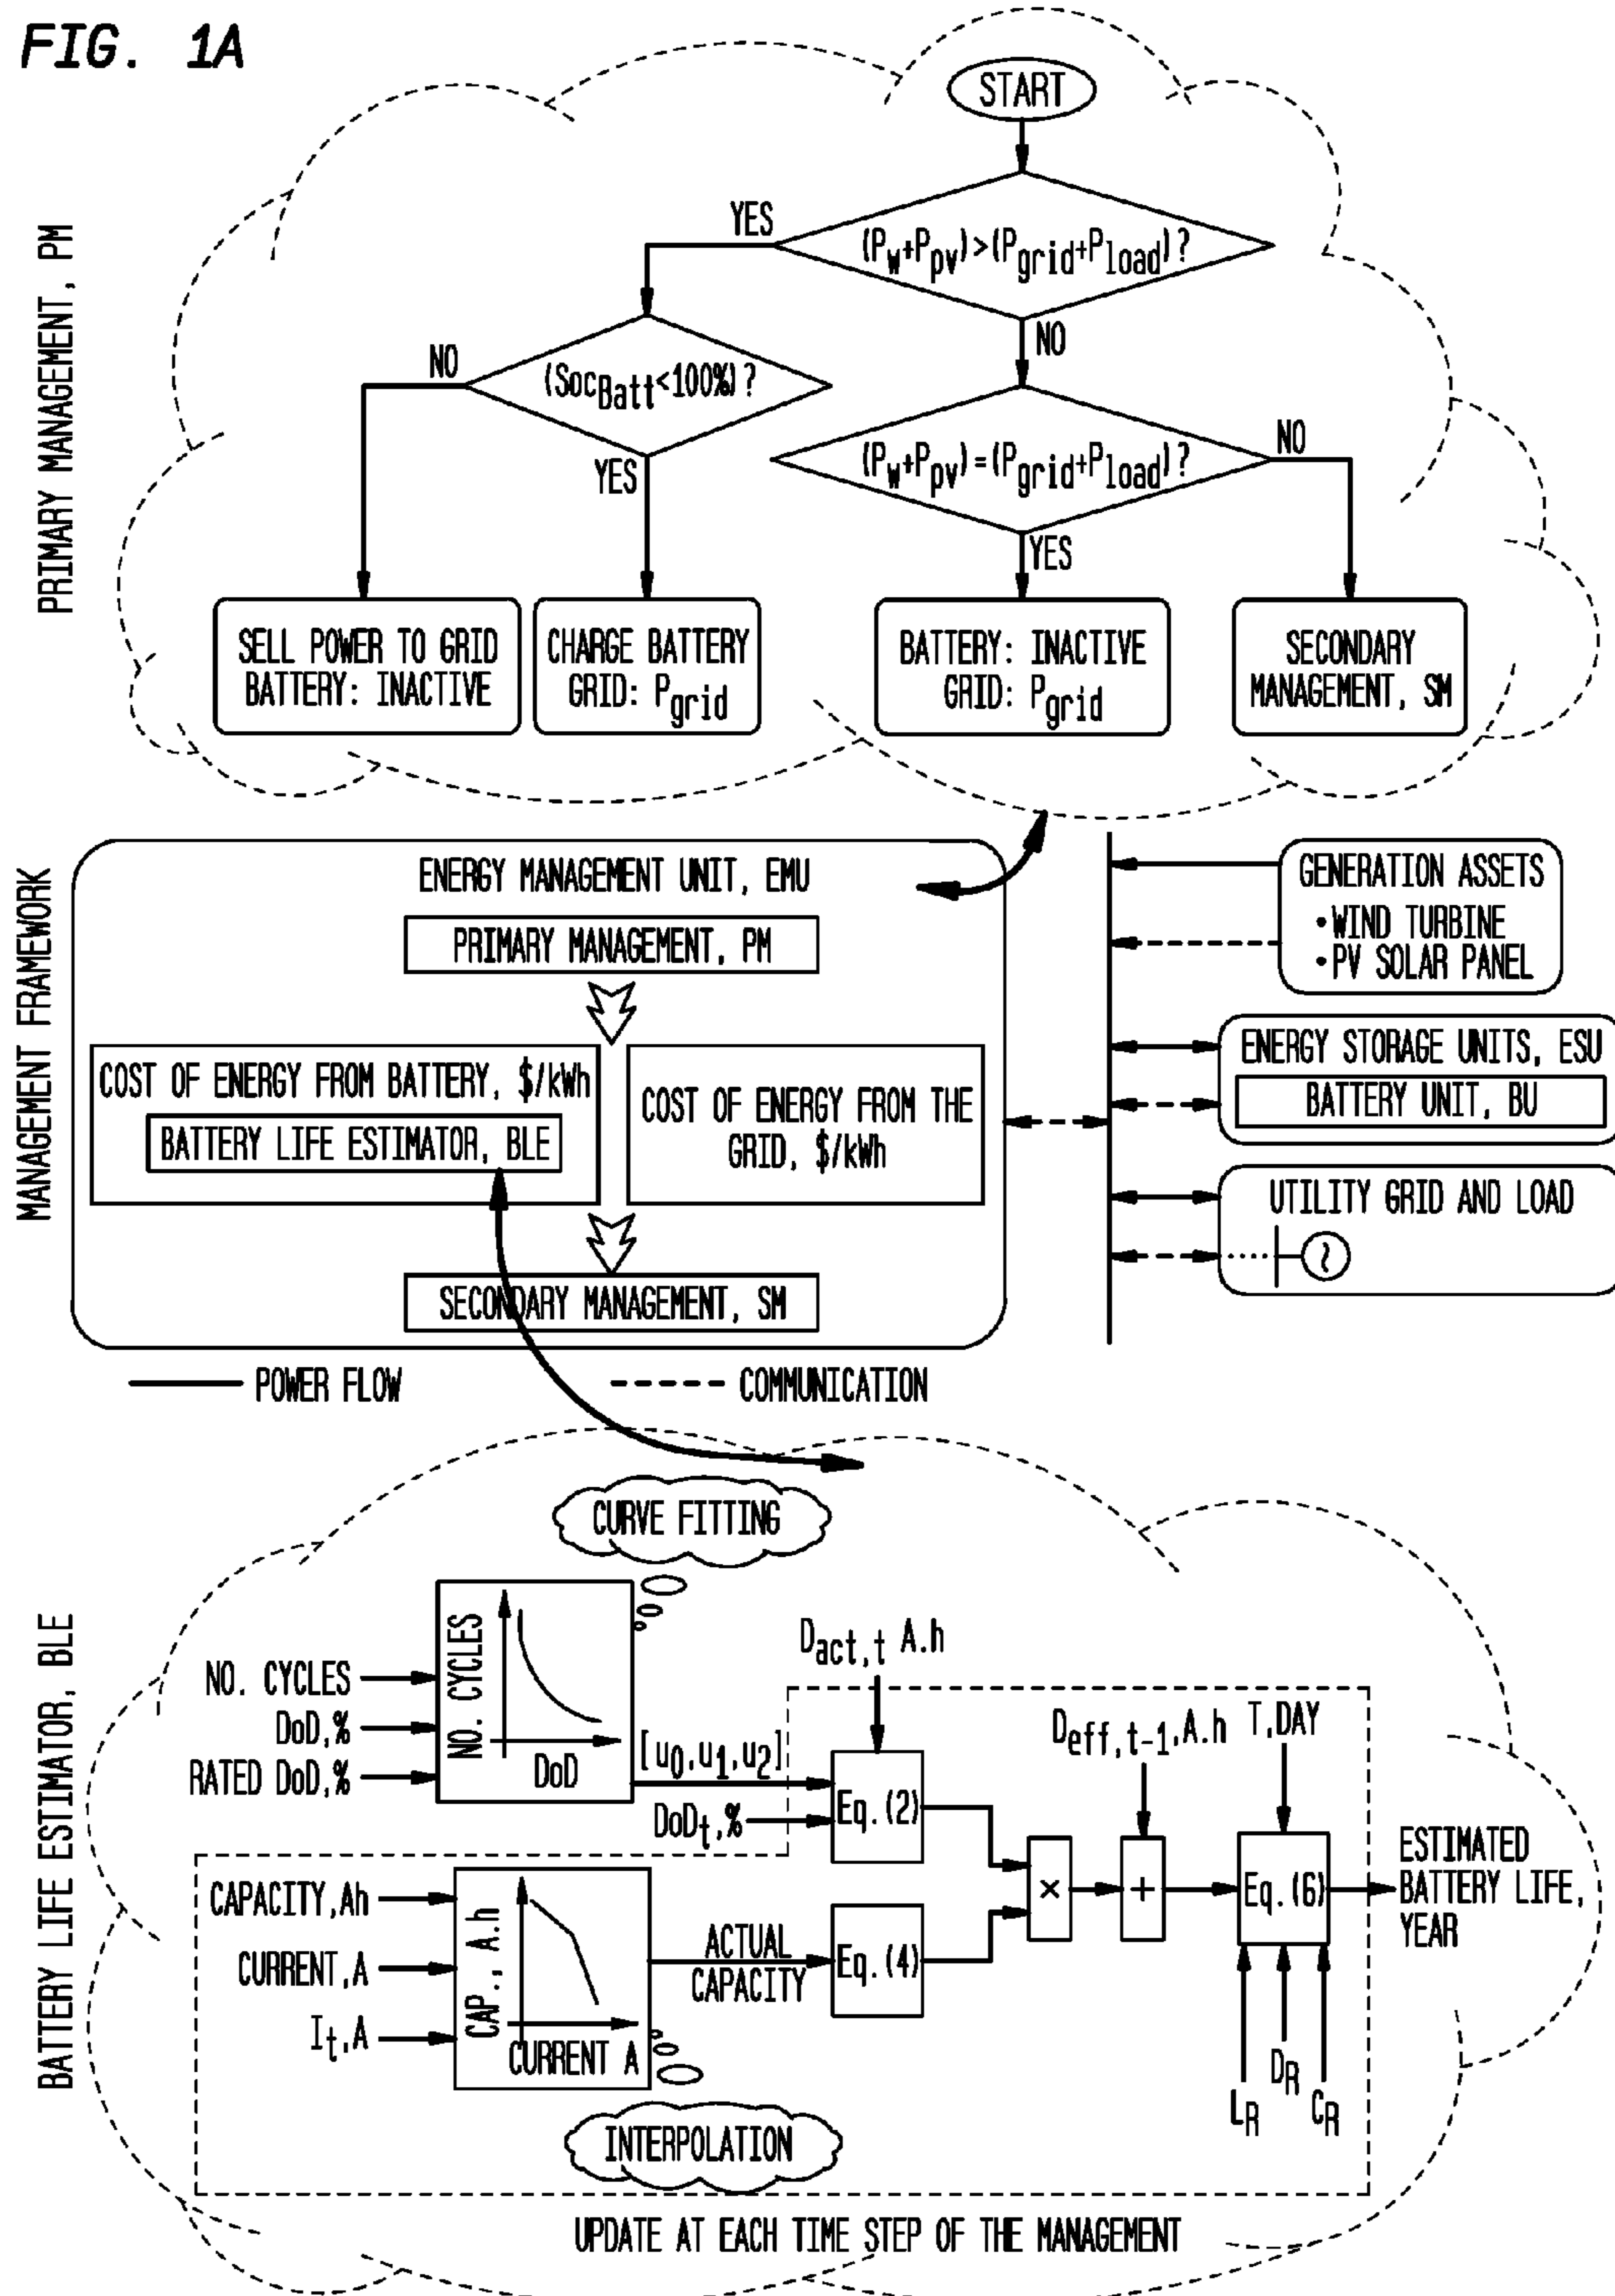 FIG. 1A
PRIMARY MANAGEMENT, PM
START
(Pw+Ppv)>(Pgrid+Pload)?
YES
NO
(SocBatt<100%)?
NO
YES
(Pw+Ppv)=(Pgrid+Pload)?
NO
YES
SELL POWER TO GRID
BATTERY: INACTIVE
CHARGE BATTERY
GRID: Pgrid
BATTERY: INACTIVE
GRID: Pgrid
SECONDARY
MANAGEMENT, SM
MANAGEMENT FRAMEWORK
ENERGY MANAGEMENT UNIT, EMU
PRIMARY MANAGEMENT, PM
COST OF ENERGY FROM BATTERY, $/kWh
BATTERY LIFE ESTIMATOR, BLE
COST OF ENERGY FROM THE
GRID, $/kWh
SECONDARY MANAGEMENT, SM
GENERATION ASSETS
•WIND TURBINE
•PV SOLAR PANEL
ENERGY STORAGE UNITS, ESU
BATTERY UNIT, BU
UTILITY GRID AND LOAD
~
POWER FLOW
COMMUNICATION
BATTERY LIFE ESTIMATOR, BLE
CURVE FITTING
NO. CYCLES
DoD,%
RATED DoD,%
NO. CYCLES
DoD
[u0,u1,u2]
DoDt,%
Dact,t A.h
Eq.(2)
Deff,t-1,A.h
T,DAY
CAPACITY,Ah
CURRENT,A
It,A
CAP., A.h
CURRENT A
ACTUAL
CAPACITY
Eq.(4)
×
+
Eq.(6)
ESTIMATED
BATTERY LIFE,
YEAR
LR
DR
CR
INTERPOLATION
UPDATE AT EACH TIME STEP OF THE MANAGEMENT